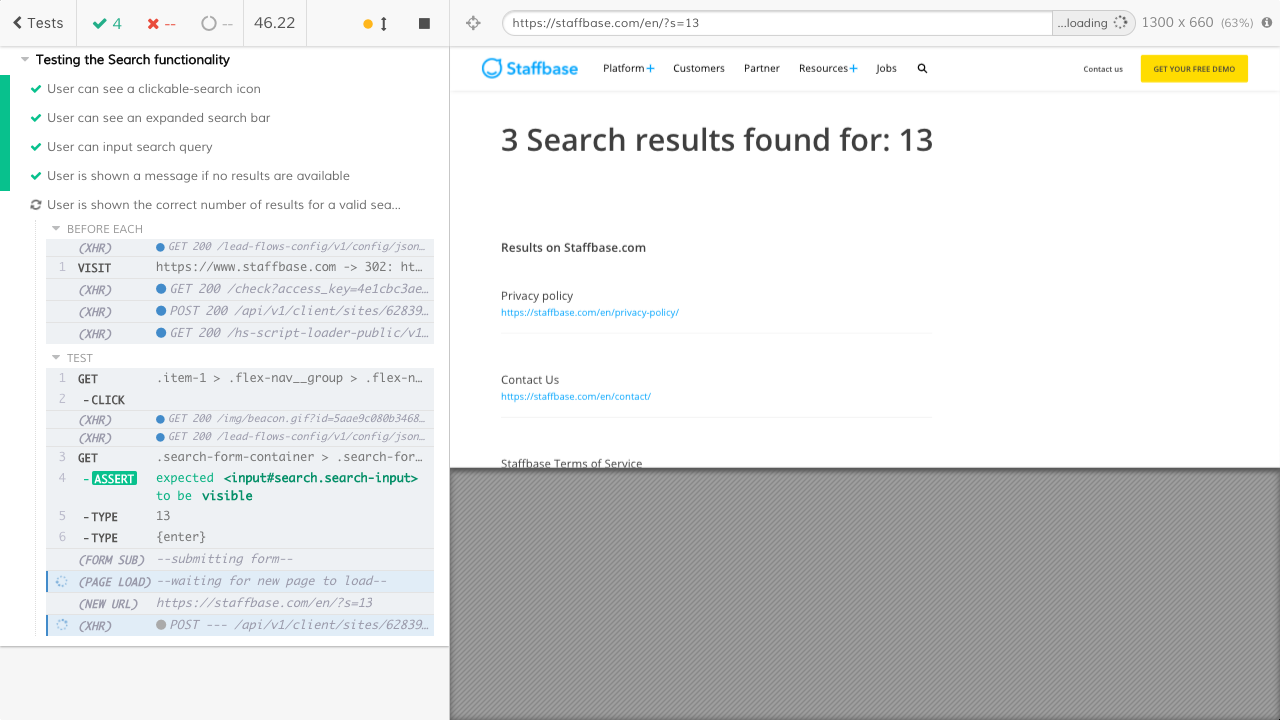 Tests
4
--
--
46.22
https://staffbase.com/en/?s=13
...loading
1300 x 660 (63%)
Testing the Search functionality
User can see a clickable-search icon
User can see an expanded search bar
User can input search query
User is shown a message if no results are available
User is shown the correct number of results for a valid sea...
BEFORE EACH
(XHR) GET 200 /lead-flows-config/v1/config/json...
1 VISIT https://www.staffbase.com -> 302: ht...
(XHR) GET 200 /check?access_key=4e1cbc3ae...
(XHR) POST 200 /api/v1/client/sites/62839...
(XHR) GET 200 /hs-script-loader-public/v1...
TEST
1 GET .item-1 > .flex-nav__group > .flex-n...
2 -CLICK
(XHR) GET 200 /img/beacon.gif?id=5aae9c080b3468...
(XHR) GET 200 /lead-flows-config/v1/config/json...
3 GET .search-form-container > .search-for...
4 -ASSERT expected <input#search.search-input>
to be visible
5 -TYPE 13
6 -TYPE {enter}
(FORM SUB) --submitting form--
(PAGE LOAD) --waiting for new page to load--
(NEW URL) https://staffbase.com/en/?s=13
(XHR) POST --- /api/v1/client/sites/62839...
Staffbase
Platform+ Customers Partner Resources+ Jobs
Contact us
GET YOUR FREE DEMO
3 Search results found for: 13
Results on Staffbase.com
Privacy policy
https://staffbase.com/en/privacy-policy/
Contact Us
https://staffbase.com/en/contact/
Staffbase Terms of Service